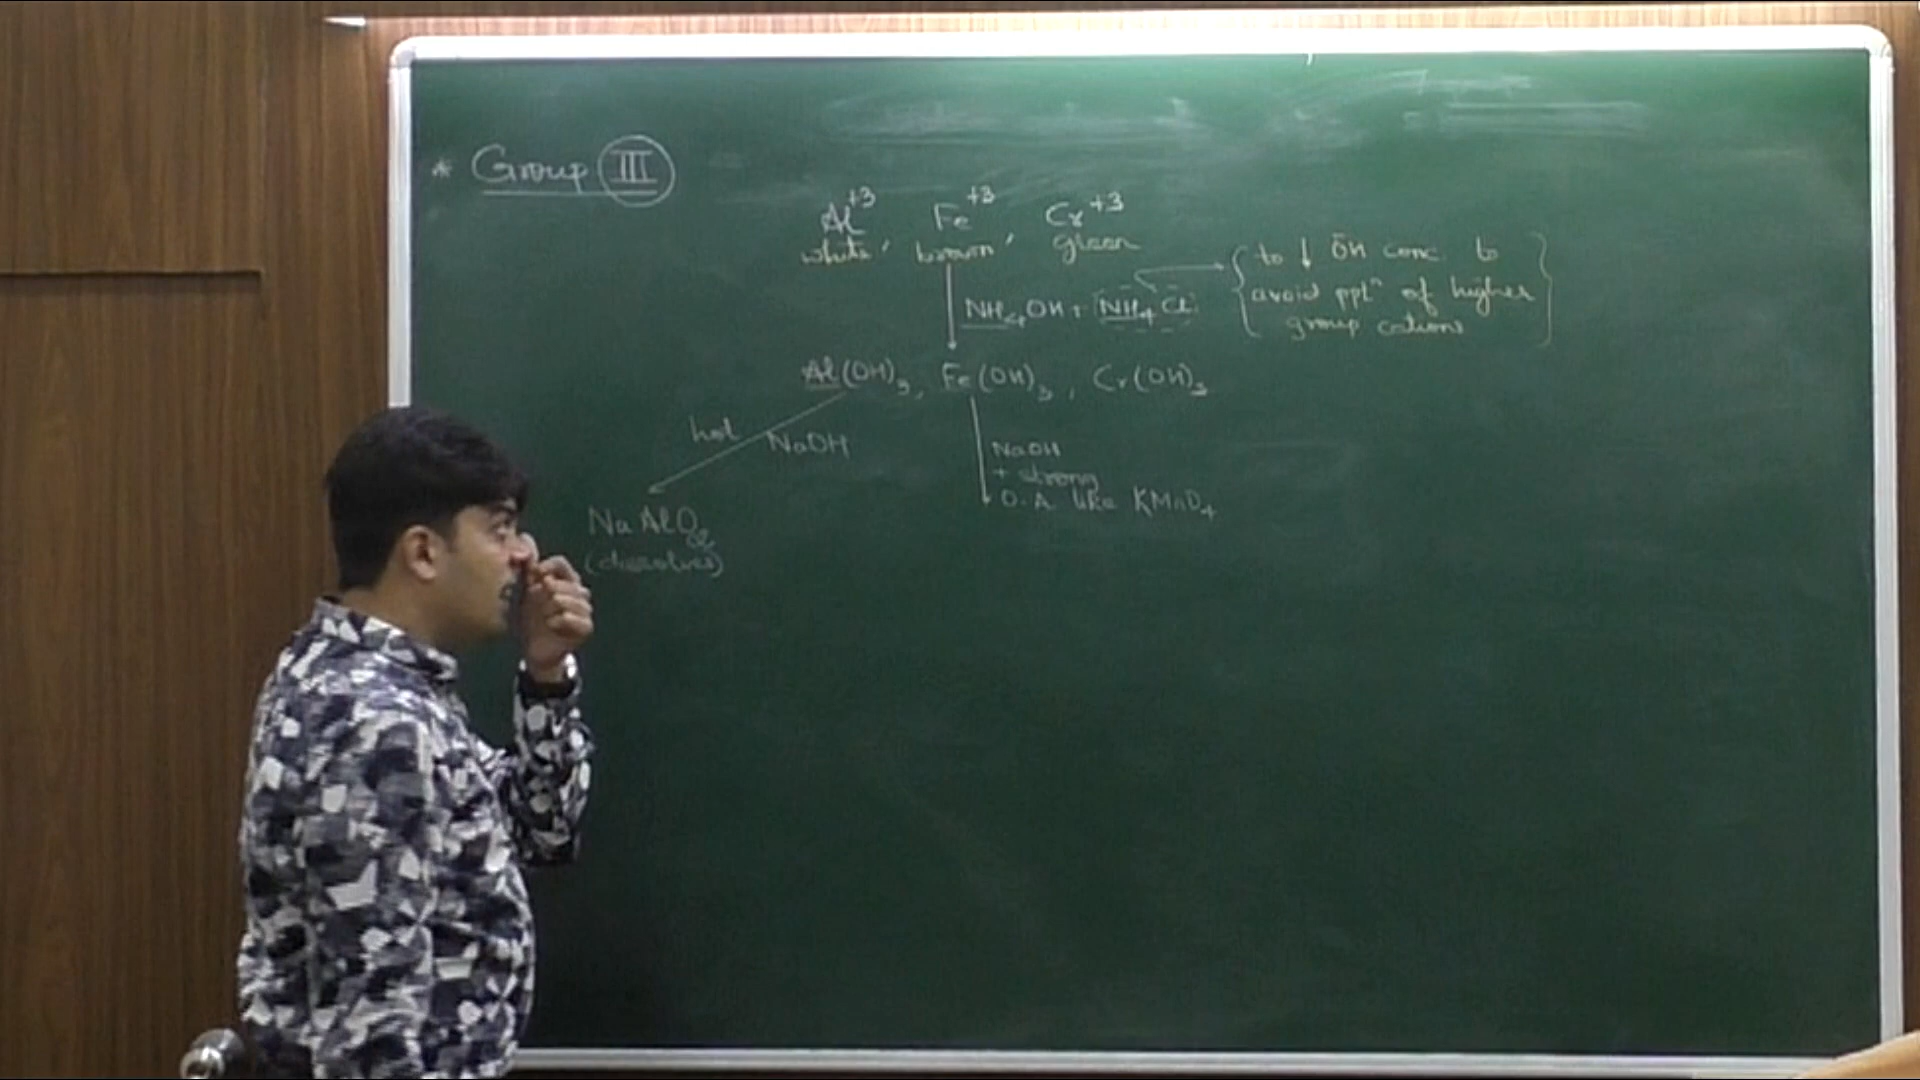 * Group III
Al+3 Fe+3 Cr+3
white, brown, green
NH4OH + NH4Cl
{ to ↓ ŌH conc. to
avoid pptn of higher
group cations }
Al(OH)3, Fe(OH)3, Cr(OH)3
hot NaOH
NaOH
+ strong
O.A like KMnO4
NaAlO2
(dissolves)